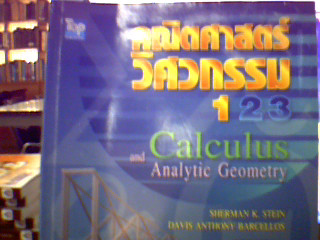 คณิตศาสตร์
วิศวกรรม
1 2 3
Calculus
and Analytic Geometry
SHERMAN K. STEIN
DAVIS ANTHONY BARCELLOS